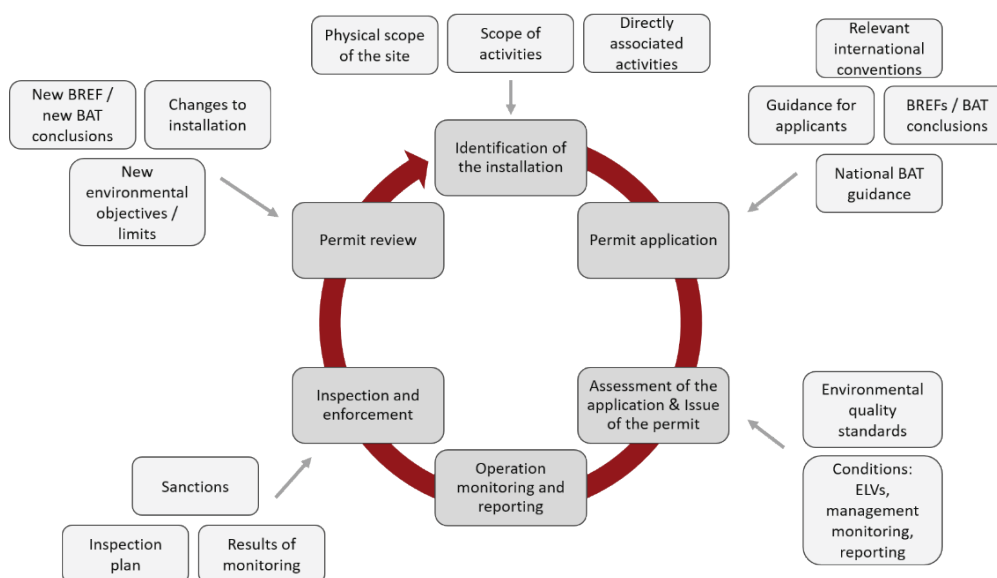 Physical scope
of the site
Scope of
activities
Directly
associated
activities
Relevant
international
conventions
New BREF /
new BAT
conclusions
Changes to
installation
Guidance for
applicants
BREFs / BAT
conclusions
New
environmental
objectives /
limits
National BAT
guidance
Identification of
the installation
Permit review
Permit application
Inspection and
enforcement
Assessment of the
application & Issue
of the permit
Environmental
quality
standards
Operation
monitoring and
reporting
Conditions:
ELVs,
management
monitoring,
reporting
Sanctions
Inspection
plan
Results of
monitoring